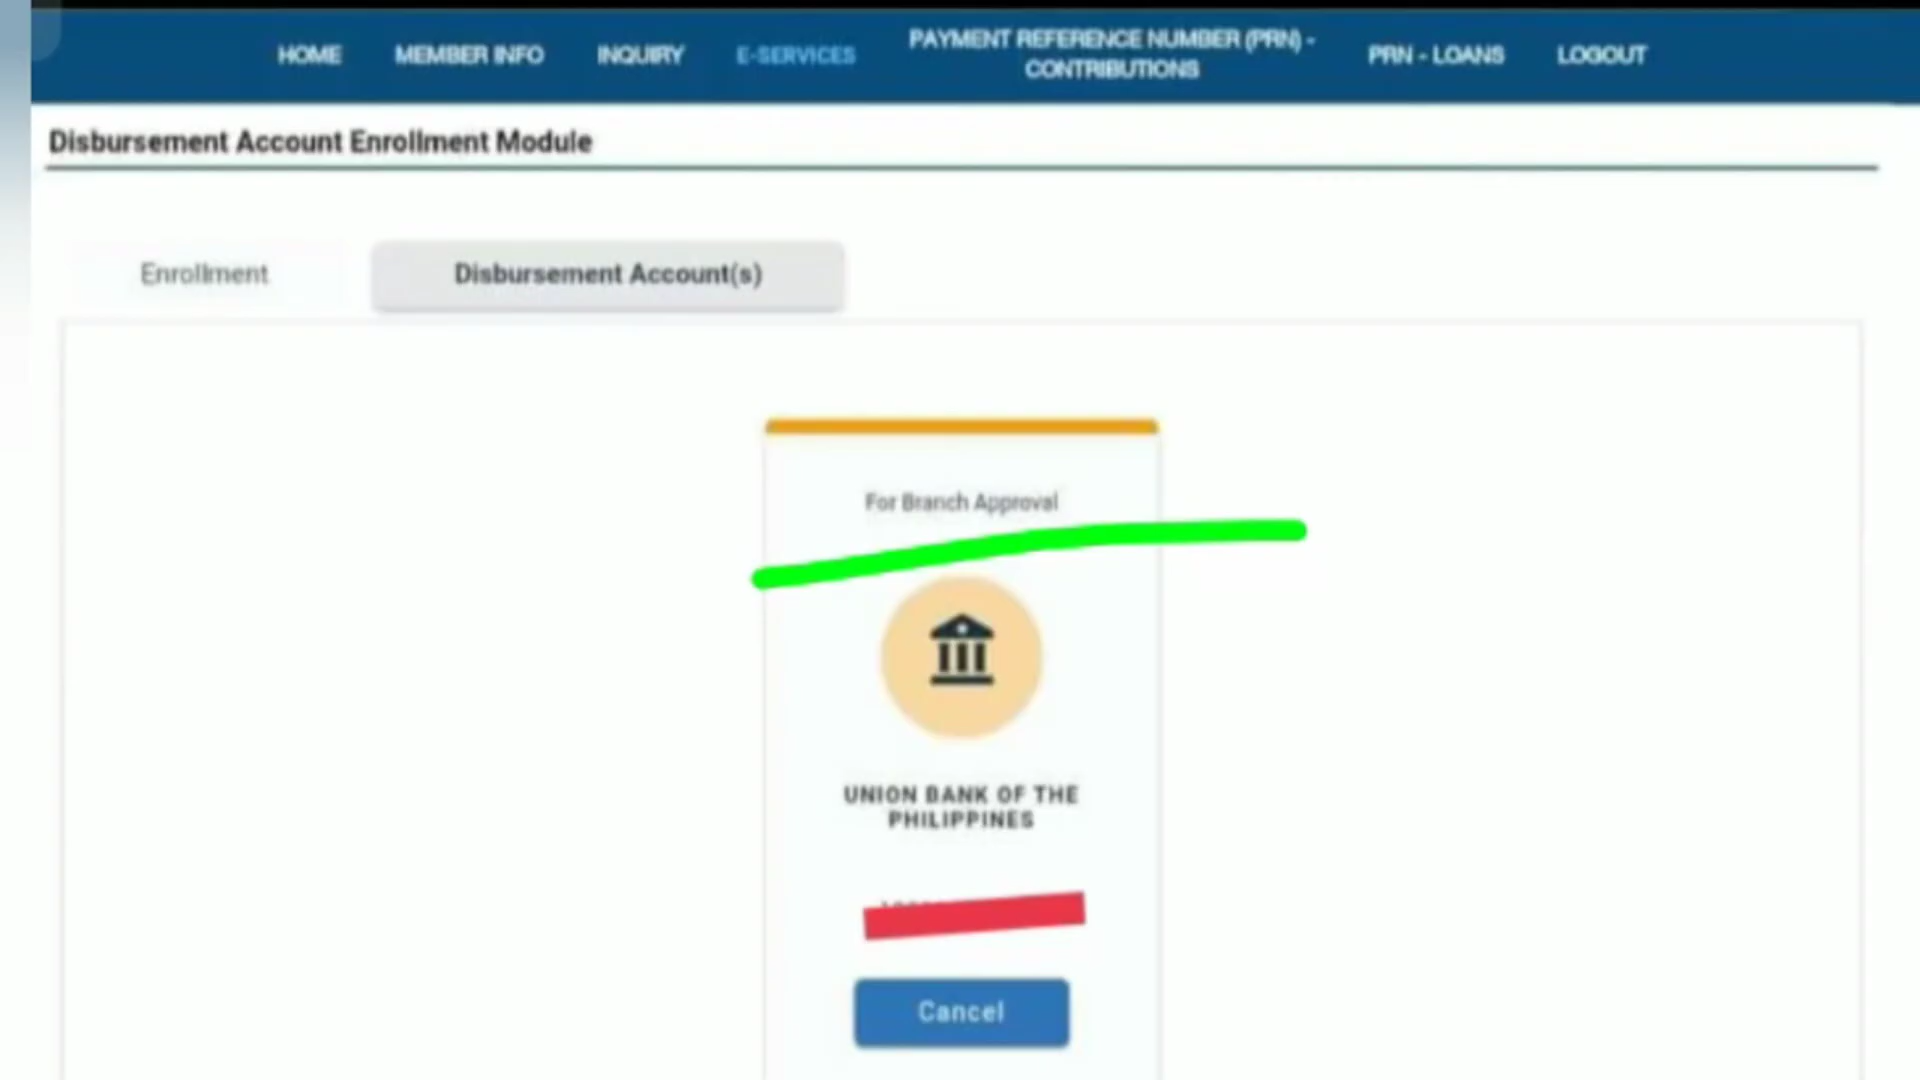 HOME
MEMBER INFO
INQUIRY
E-SERVICES
PAYMENT REFERENCE NUMBER (PRN) -
CONTRIBUTIONS
PRN - LOANS
LOGOUT
Disbursement Account Enrollment Module
Enrollment
Disbursement Account(s)
For Branch Approval
UNION BANK OF THE
PHILIPPINES
Cancel